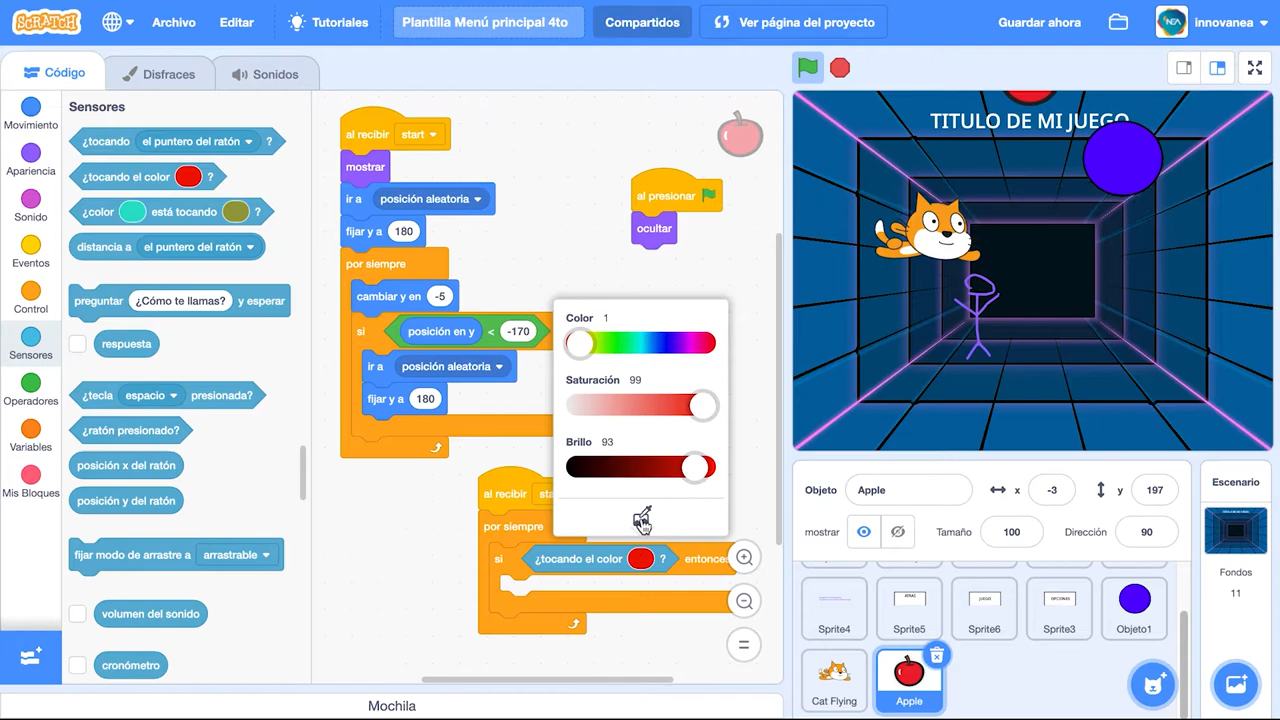 SCRATCH
Archivo
Editar
Tutoriales
Plantilla Menú principal 4to
Compartidos
Ver página del proyecto
Guardar ahora
innovanea
Código
Disfraces
Sonidos
Movimiento
Apariencia
Sonido
Eventos
Control
Sensores
Operadores
Variables
Mis Bloques
Sensores
¿tocando el puntero del ratón ?
¿tocando el color ?
¿color está tocando ?
distancia a el puntero del ratón
preguntar ¿Cómo te llamas? y esperar
respuesta
¿tecla espacio presionada?
¿ratón presionado?
posición x del ratón
posición y del ratón
fijar modo de arrastre a arrastrable
volumen del sonido
cronómetro
al recibir start
mostrar
ir a posición aleatoria
fijar y a 180
por siempre
cambiar y en -5
si posición en y < -170
ir a posición aleatoria
fijar y a 180
al presionar
ocultar
Color 1
Saturación 99
Brillo 93
al recibir sta
por siempre
si ¿tocando el color ? entonces
Mochila
TITULO DE MI JUEGO
Objeto Apple x -3 y 197
mostrar Tamaño 100 Dirección 90
Escenario
Fondos
11
Sprite4
ATRAS
Sprite5
JUEGO
Sprite6
OPCIONES
Sprite3
Objeto1
Cat Flying
Apple